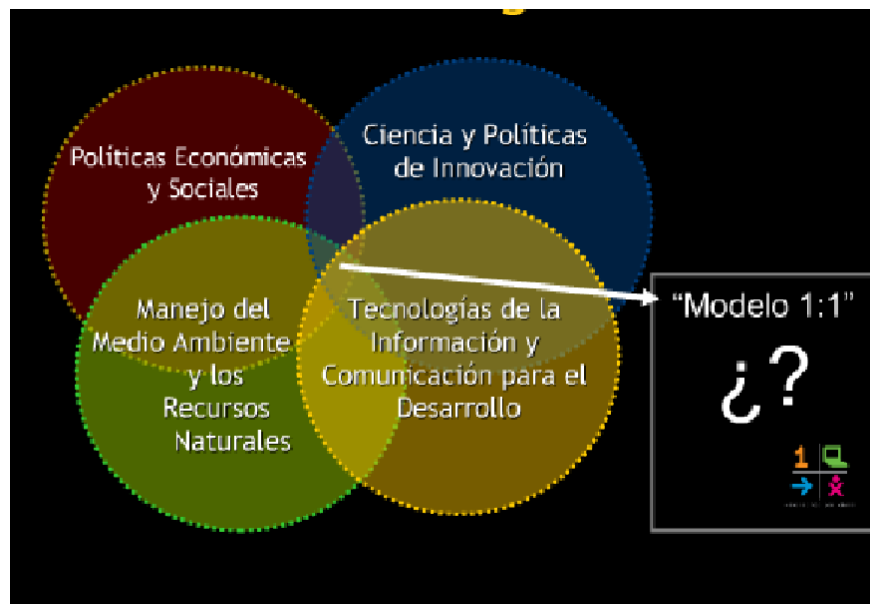 Políticas Económicas
y Sociales
Ciencia y Políticas
de Innovación
Manejo del
Medio Ambiente
y los
Recursos
Naturales
Tecnologías de la
Información y
Comunicación para el
Desarrollo
“Modelo 1:1”
¿?
1